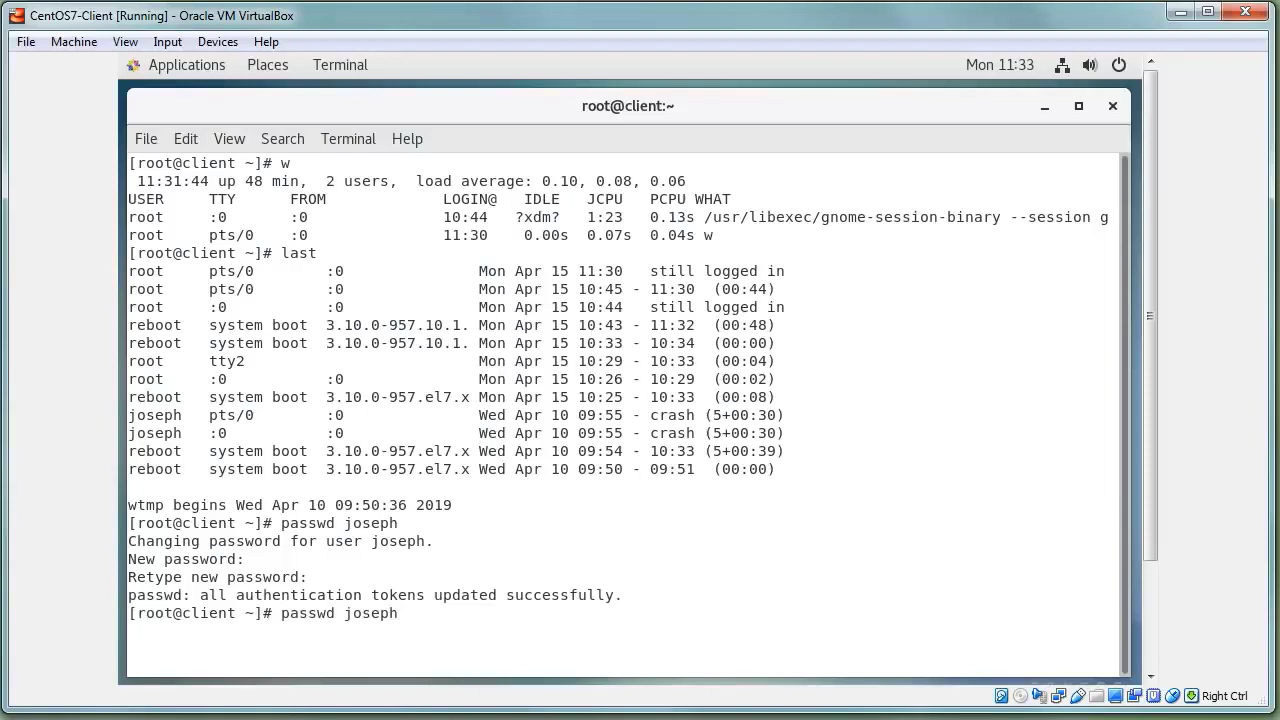 CentOS7-Client [Running] - Oracle VM VirtualBox
File Machine View Input Devices Help
Applications Places Terminal Mon 11:33
root@client:~
File Edit View Search Terminal Help
[root@client ~]# w
 11:31:44 up 48 min,  2 users,  load average: 0.10, 0.08, 0.06
USER     TTY      FROM             LOGIN@   IDLE   JCPU   PCPU WHAT
root     :0       :0               10:44   ?xdm?   1:23   0.13s /usr/libexec/gnome-session-binary --session g
root     pts/0    :0               11:30    0.00s  0.07s  0.04s w
[root@client ~]# last
root     pts/0        :0               Mon Apr 15 11:30   still logged in
root     pts/0        :0               Mon Apr 15 10:45 - 11:30  (00:44)
root     :0           :0               Mon Apr 15 10:44   still logged in
reboot   system boot  3.10.0-957.10.1. Mon Apr 15 10:43 - 11:32  (00:48)
reboot   system boot  3.10.0-957.10.1. Mon Apr 15 10:33 - 10:34  (00:00)
root     tty2                          Mon Apr 15 10:29 - 10:33  (00:04)
root     :0           :0               Mon Apr 15 10:26 - 10:29  (00:02)
reboot   system boot  3.10.0-957.el7.x Mon Apr 15 10:25 - 10:33  (00:08)
joseph   pts/0        :0               Wed Apr 10 09:55 - crash (5+00:30)
joseph   :0           :0               Wed Apr 10 09:55 - crash (5+00:30)
reboot   system boot  3.10.0-957.el7.x Wed Apr 10 09:54 - 10:33 (5+00:39)
reboot   system boot  3.10.0-957.el7.x Wed Apr 10 09:50 - 09:51  (00:00)
wtmp begins Wed Apr 10 09:50:36 2019
[root@client ~]# passwd joseph
Changing password for user joseph.
New password:
Retype new password:
passwd: all authentication tokens updated successfully.
[root@client ~]# passwd joseph
Right Ctrl